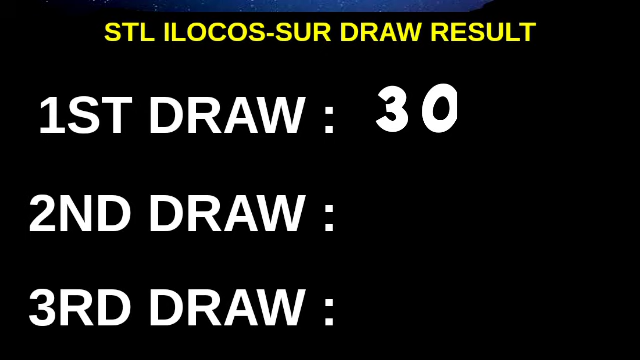 STL ILOCOS-SUR DRAW RESULT
1ST DRAW : 30
2ND DRAW :
3RD DRAW :